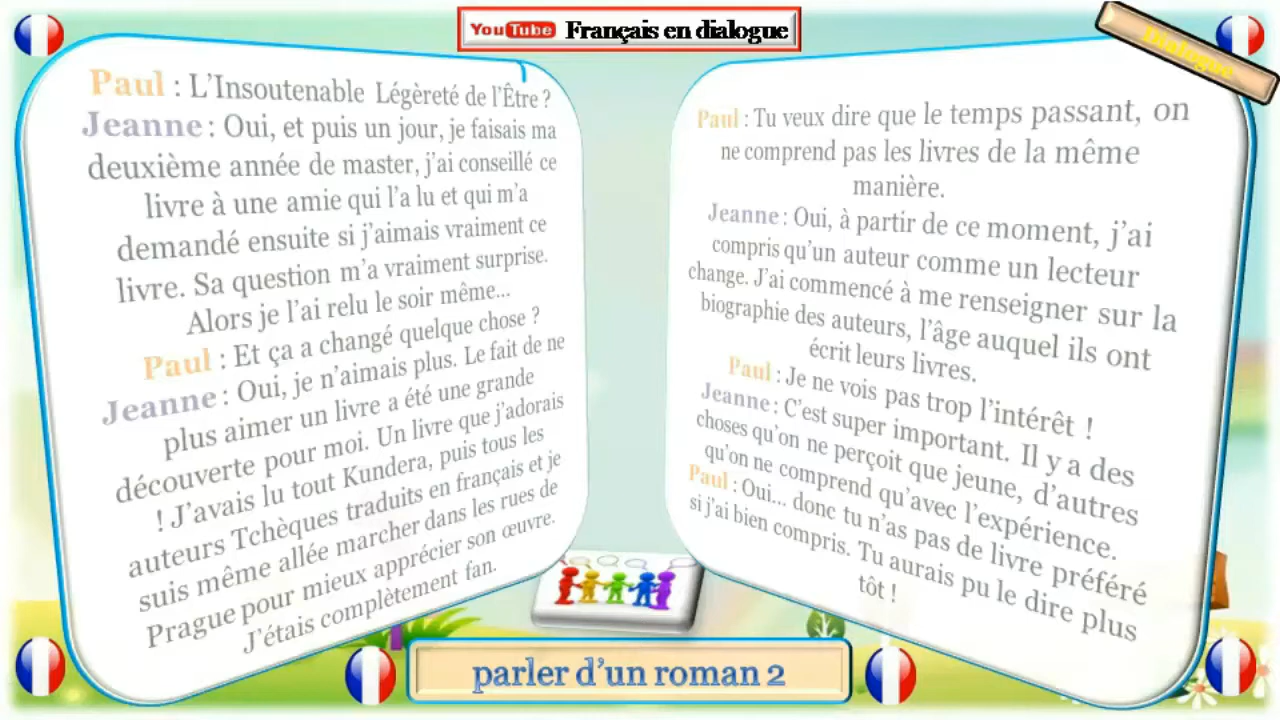 YouTube Français en dialogue
Dialogue
Paul : L'Insoutenable Légèreté de l'Être ?
Jeanne : Oui, et puis un jour, je faisais ma
deuxième année de master, j'ai conseillé ce
livre à une amie qui l'a lu et qui m'a
demandé ensuite si j'aimais vraiment ce
livre. Sa question m'a vraiment surprise.
Alors je l'ai relu le soir même...
Paul : Et ça a changé quelque chose ?
Jeanne : Oui, je n'aimais plus. Le fait de ne
plus aimer un livre a été une grande
découverte pour moi. Un livre que j'adorais
! J'avais lu tout Kundera, puis tous les
auteurs Tchèques traduits en français et je
suis même allée marcher dans les rues de
Prague pour mieux apprécier son œuvre.
J'étais complètement fan.
Paul : Tu veux dire que le temps passant, on
ne comprend pas les livres de la même
manière.
Jeanne : Oui, à partir de ce moment, j'ai
compris qu'un auteur comme un lecteur
change. J'ai commencé à me renseigner sur la
biographie des auteurs, l'âge auquel ils ont
écrit leurs livres.
Paul : Je ne vois pas trop l'intérêt !
Jeanne : C'est super important. Il y a des
choses qu'on ne perçoit que jeune, d'autres
qu'on ne comprend qu'avec l'expérience.
Paul : Oui... donc tu n'as pas de livre préféré
si j'ai bien compris. Tu aurais pu le dire plus
tôt !
parler d'un roman 2